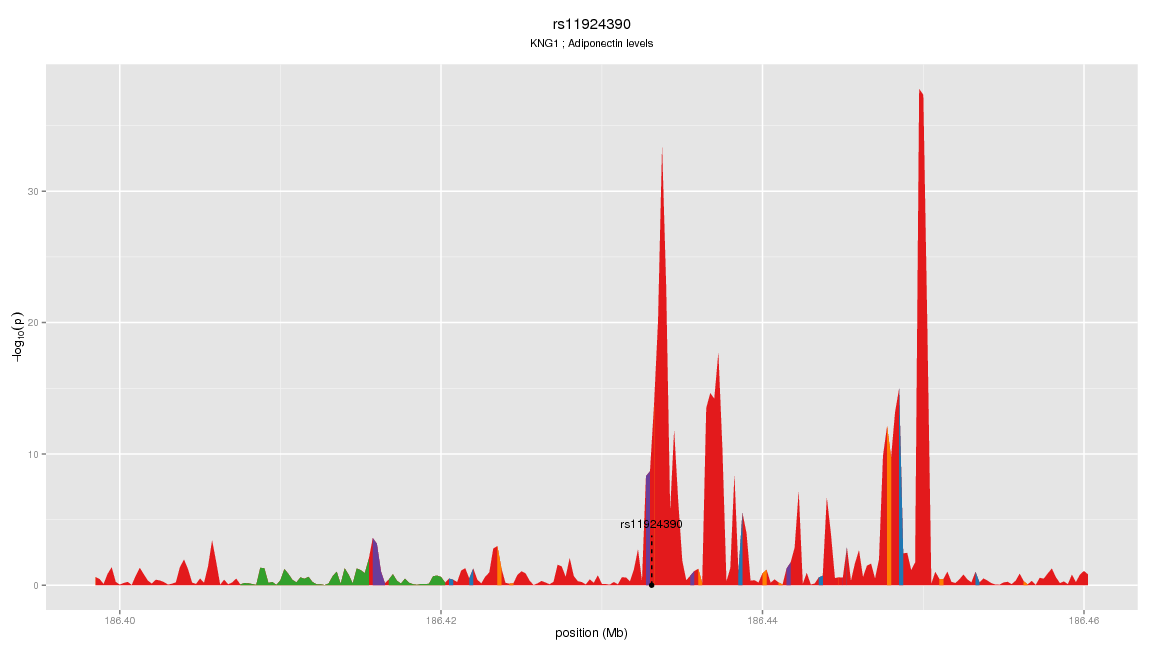 rs11924390
KNG1 ; Adiponectin levels
−log10(p)
30
20
10
0
rs11924390
186.40 186.42 186.44 186.46
position (Mb)